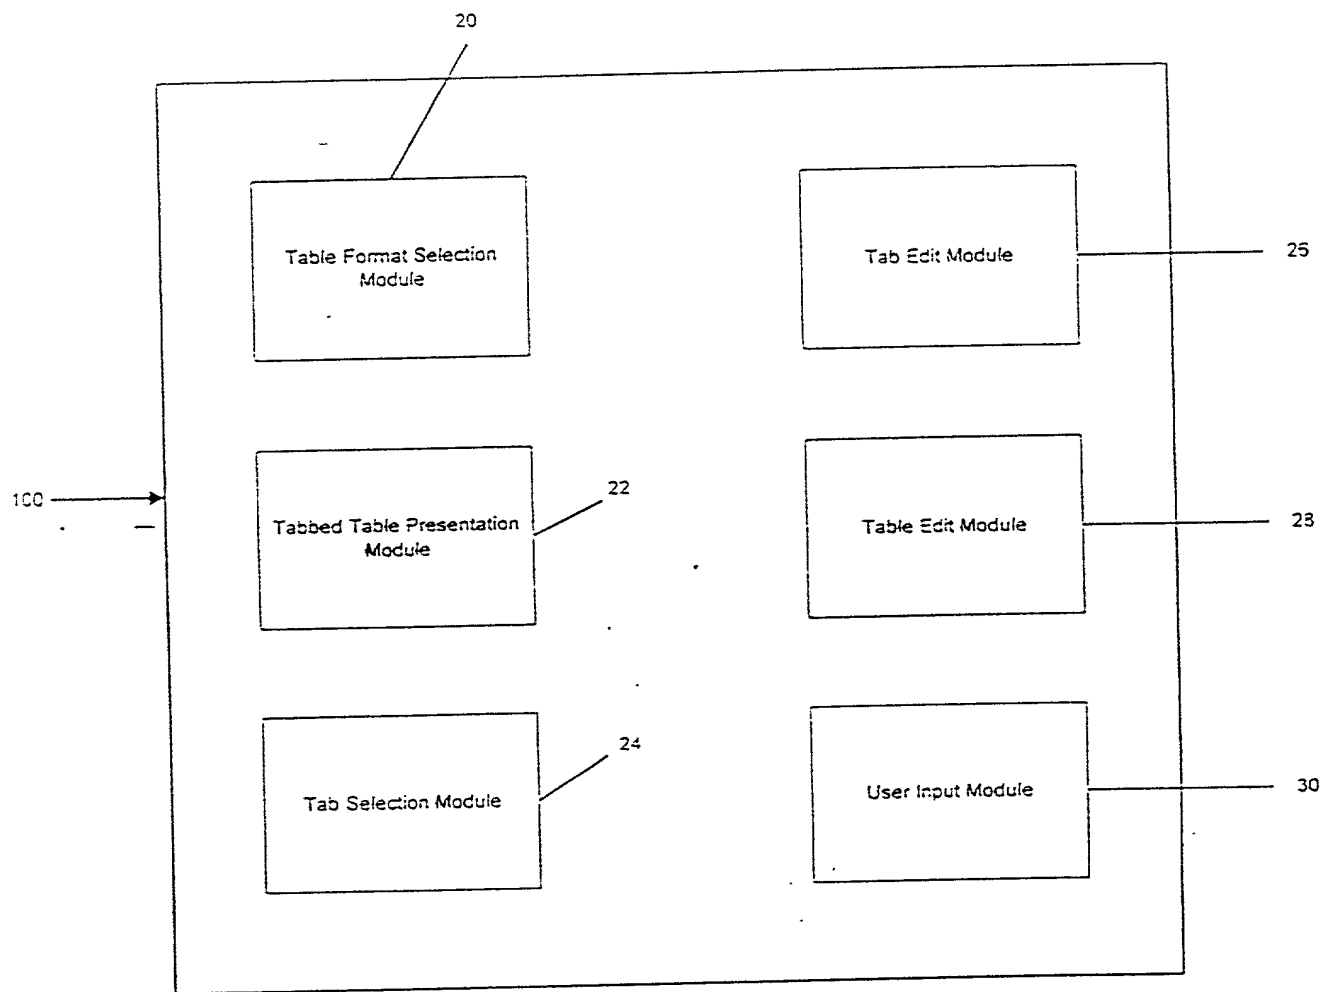 20
Table Format Selection
Module
Tab Edit Module
26
100
Tabbed Table Presentation
Module
22
Table Edit Module
28
Tab Selection Module
24
User Input Module
30